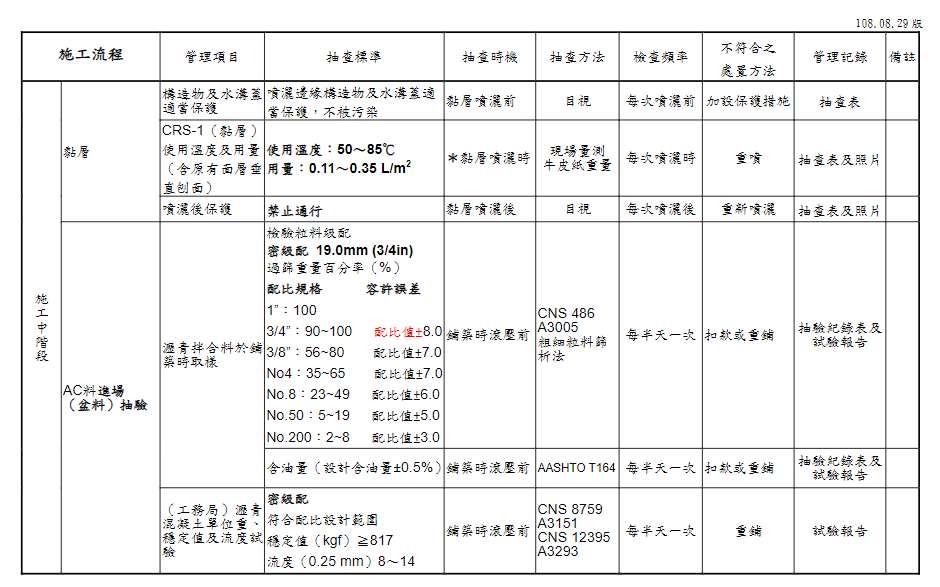 108.08.29 版
施工流程 管理項目 抽查標準 抽查時機 抽查方法 檢查頻率 不符合之 管理記錄 備註
處置方法
施工中階段
黏層
構造物及水溝蓋 噴灑邊緣構造物及水溝蓋適 黏層噴灑前 目視 每次噴灑前 加設保護措施 抽查表
適當保護 當保護，不被污染
CRS-1（黏層）
使用溫度及用量 使用溫度：50～85℃ ＊黏層噴灑時 現場量測 每次噴灑時 重噴 抽查表及照片
（含原有面層垂 用量：0.11～0.35 L/m² 牛皮紙重量
直刨面）
噴灑後保護 禁止通行 黏層噴灑後 目視 每次噴灑後 重新噴灑 抽查表及照片
AC料進場
（盆料）抽驗
瀝青拌合料於鋪
築時取樣
檢驗粒料級配
密級配 19.0mm (3/4in)
過篩重量百分率（%）
配比規格 容許誤差
1”：100
3/4”：90~100 配比值±8.0
3/8”：56~80 配比值±7.0
No4：35~65 配比值±7.0
No.8：23~49 配比值±6.0
No.50：5~19 配比值±5.0
No.200：2~8 配比值±3.0
鋪築時滾壓前
CNS 486
A3005
粗細粒料篩
析法
每半天一次 扣款或重鋪
抽驗紀錄表及
試驗報告
含油量（設計含油量±0.5%） 鋪築時滾壓前 AASHTO T164 每半天一次 扣款或重鋪
抽驗紀錄表及
試驗報告
（工務局）瀝青
混凝土單位重、
穩定值及流度試
驗
密級配
符合配比設計範圍
穩定值（kgf）≧817
流度（0.25 mm）8～14
鋪築時滾壓前
CNS 8759
A3151
CNS 12395
A3293
每半天一次 重鋪 試驗報告